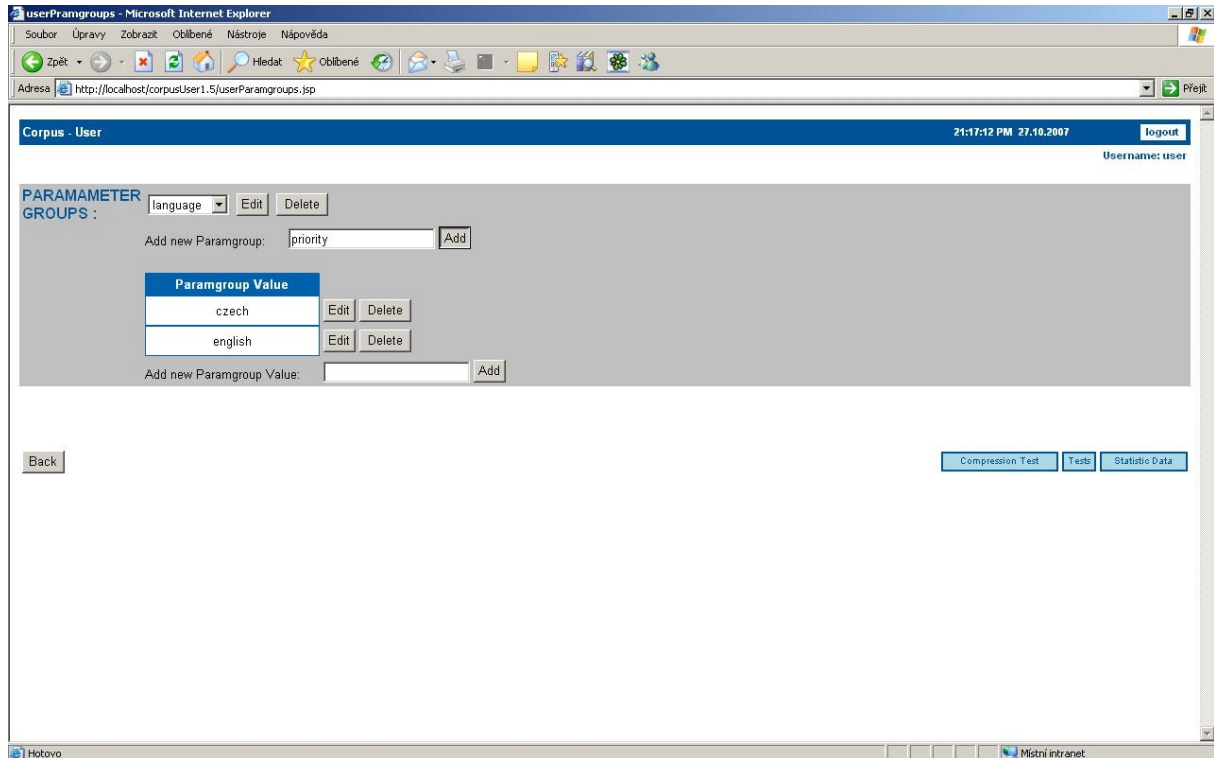 userPramgroups - Microsoft Internet Explorer
Soubor Úpravy Zobrazit Oblíbené Nástroje Nápověda
Zpět Hledat Oblíbené
Adresa http://localhost/corpusUser1.5/userParamgroups.jsp Přejít
Corpus - User 21:17:12 PM 27.10.2007 logout
Username: user
PARAMAMETER GROUPS : language Edit Delete
Add new Paramgroup: priority Add
Paramgroup Value
czech Edit Delete
english Edit Delete
Add new Paramgroup Value: Add
Back Compression Test Tests Statistic Data
Hotovo Místní intranet